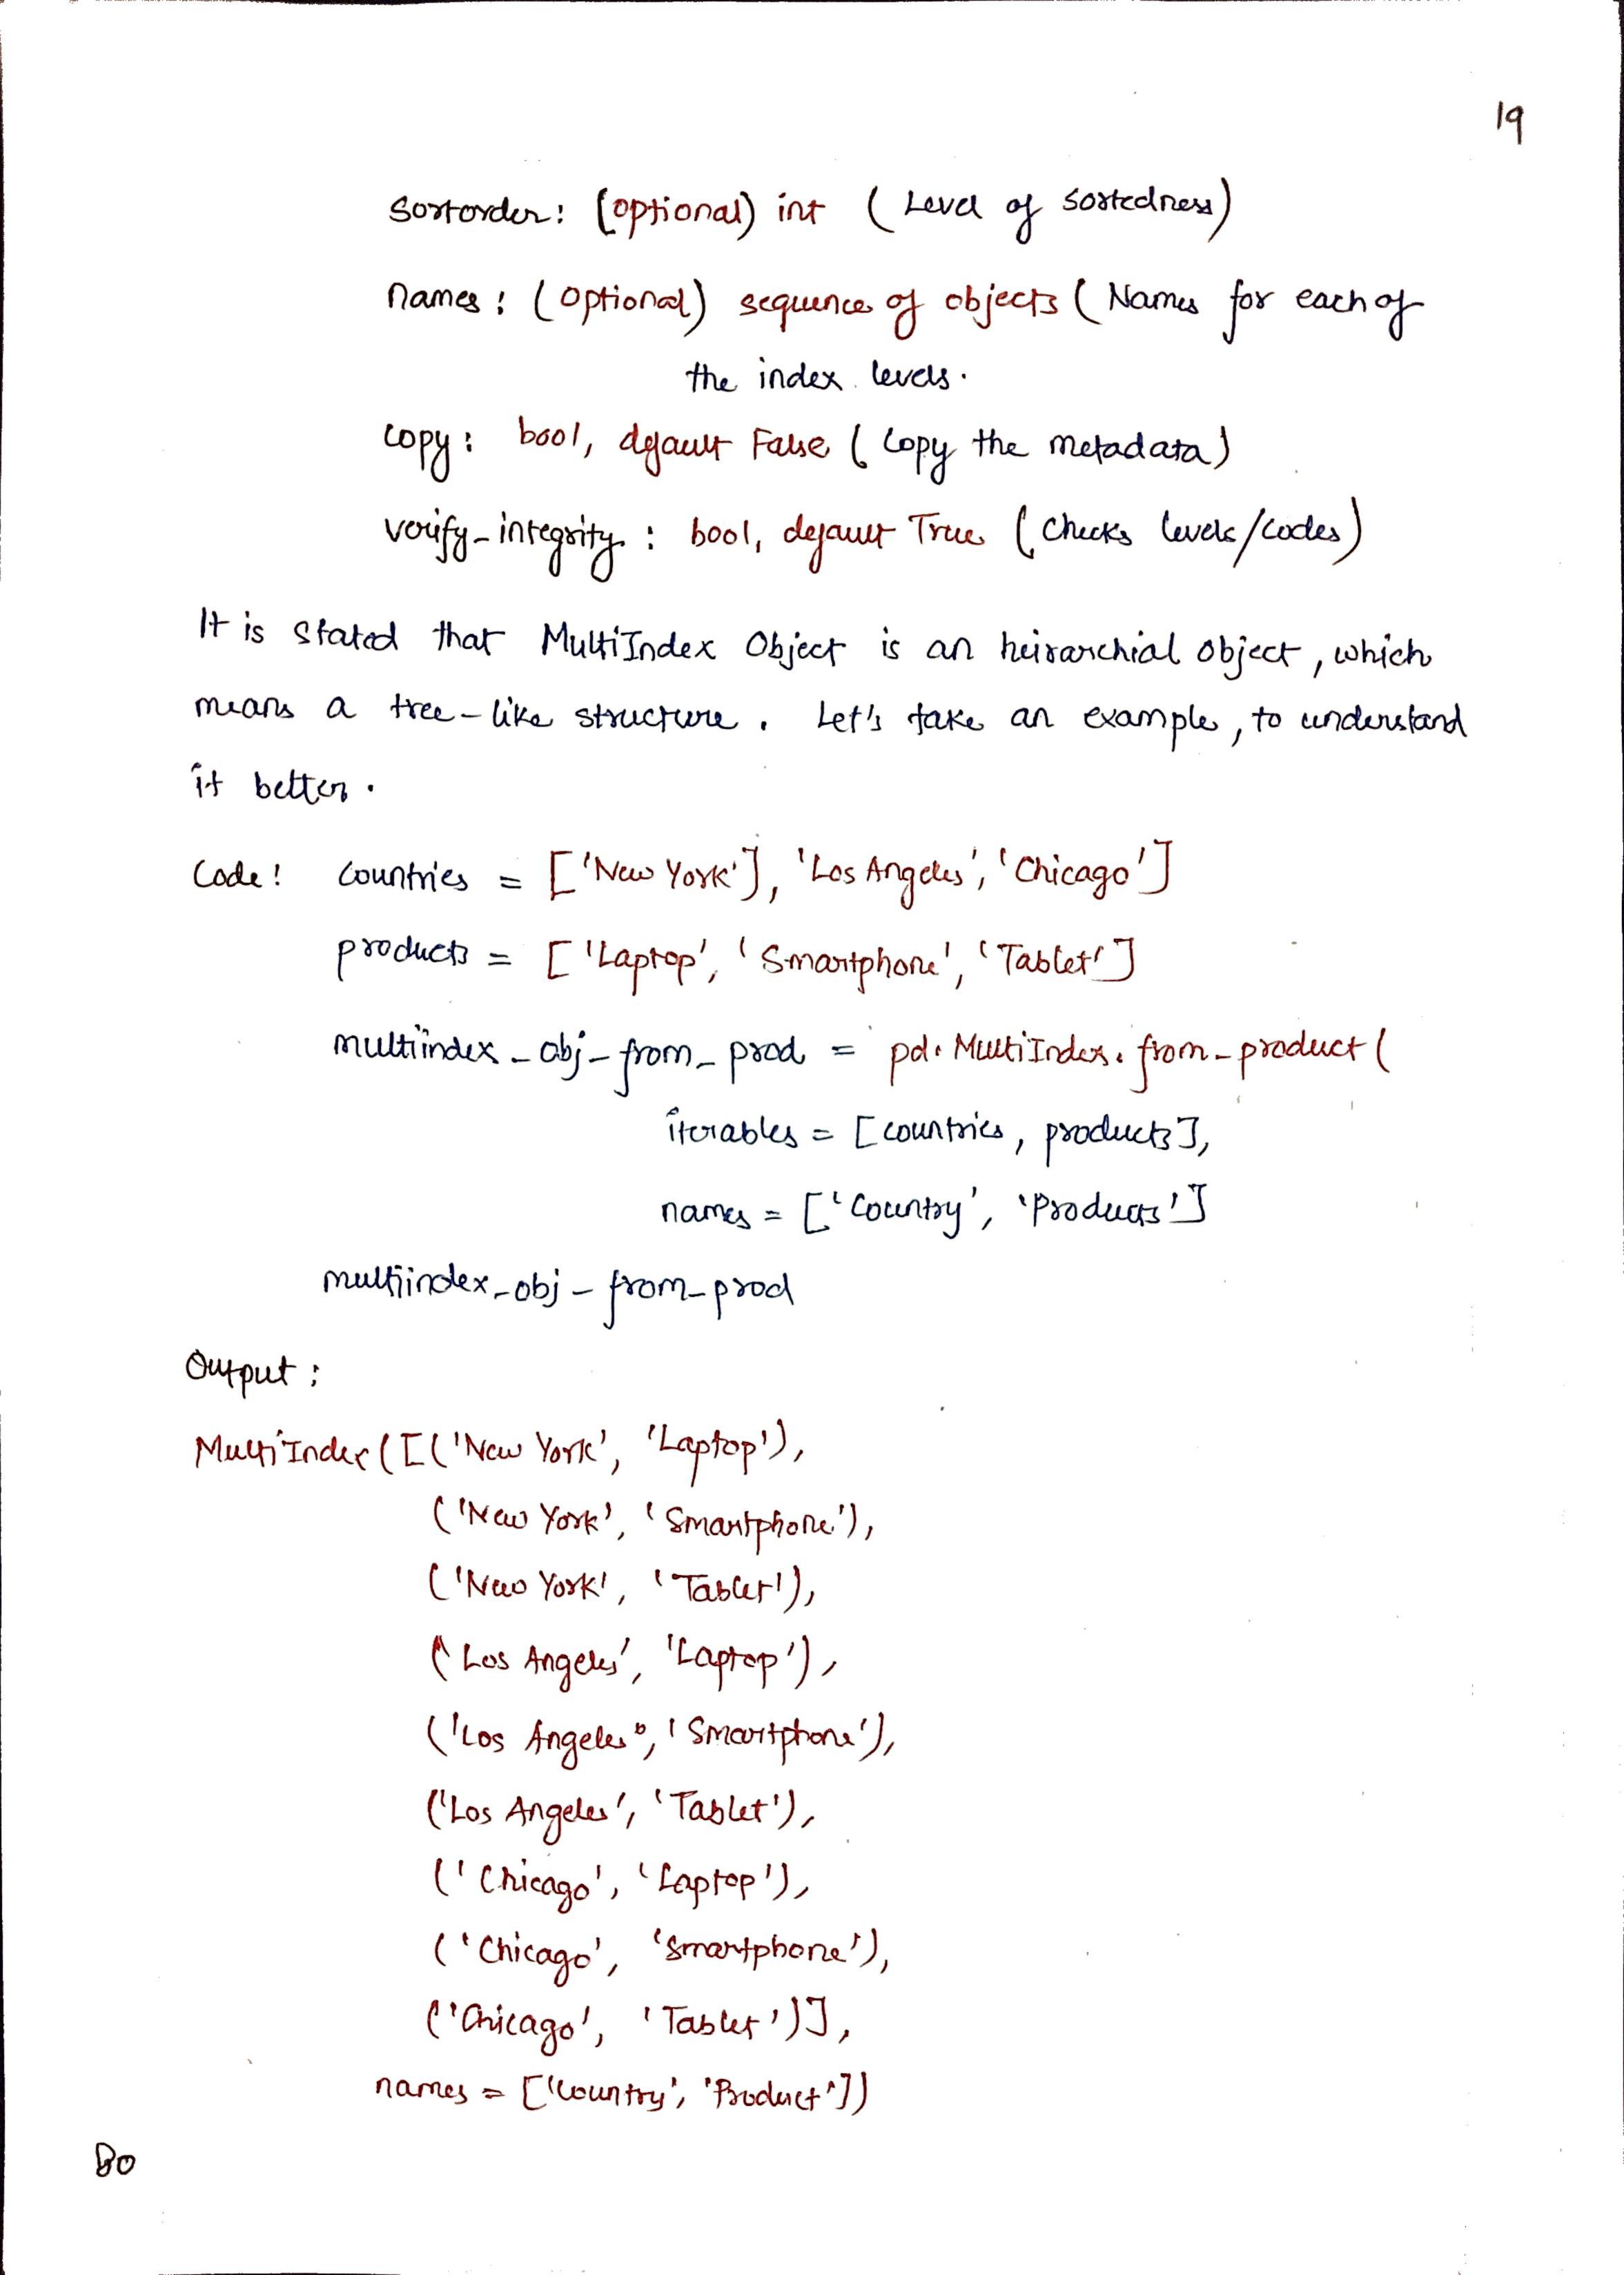 19
sortorder: (optional) int (Level of sortedness)
names: (optional) sequence of objects (Names for each of
the index levels.
copy: bool, default False (Copy the metadata)
verify_integrity: bool, default True (Checks levels/codes)
It is stated that MultiIndex Object is an heirarchial object, which
means a tree-like structure. Let's take an example, to understand
it better.
Code: countries = ['New York'], 'Los Angeles', 'Chicago']
products = ['Laptop', 'Smartphone', 'Tablet']
multiindex_obj_from_prod = pd.MultiIndex.from_product(
iterables = [countries, products],
names = ['Country', 'Products']
multiindex_obj_from_prod
Output:
MultiIndex([('New York', 'Laptop'),
('New York', 'Smartphone'),
('New York', 'Tablet'),
('Los Angeles', 'Laptop'),
('Los Angeles", 'Smartphone'),
('Los Angeles', 'Tablet'),
('Chicago', 'Laptop'),
('Chicago', 'Smartphone'),
('Chicago', 'Tablet')],
names = ['Country', 'Product'])